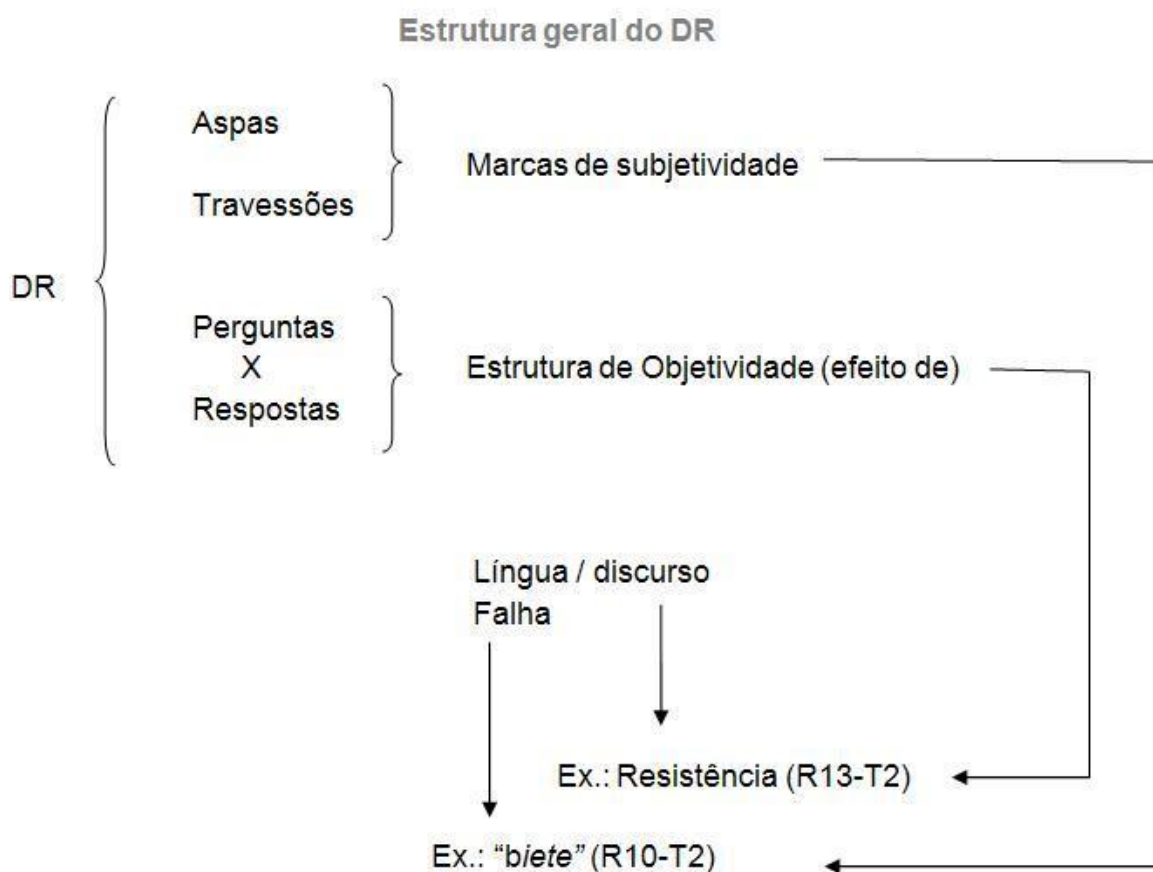 Estrutura geral do DR
Aspas
Marcas de subjetividade
Travessões
DR
Perguntas
X
Estrutura de Objetividade (efeito de)
Respostas
Língua / discurso
Falha
Ex.: Resistência (R13-T2)
Ex.: “biete” (R10-T2)